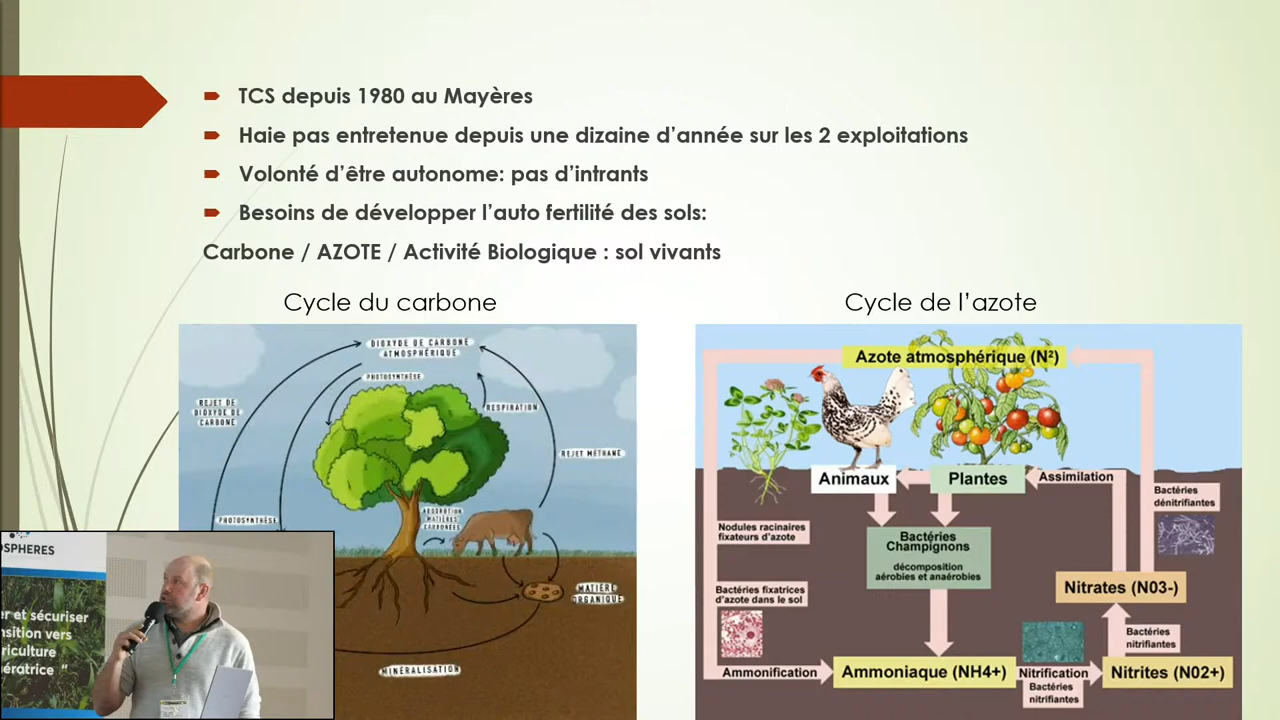 TCS depuis 1980 au Mayères
Haie pas entretenue depuis une dizaine d’année sur les 2 exploitations
Volonté d’être autonome: pas d’intrants
Besoins de développer l’auto fertilité des sols:
Carbone / AZOTE / Activité Biologique : sol vivants
Cycle du carbone
DIOXYDE DE CARBONE
ATMOSPHÉRIQUE
PHOTOSYNTHÈSE
REJET DE
DIOXYDE DE
CARBONE
RESPIRATION
REJET MÉTHANE
PHOTOSYNTHÈSE
ABSORPTION
MATIÈRES
CARBONÉES
MATIÈRE
ORGANIQUE
MINÉRALISATION
Cycle de l’azote
Azote atmosphérique (N²)
Animaux
Plantes
Assimilation
Bactéries
dénitrifiantes
Nodules racinaires
fixateurs d'azote
Bactéries
Champignons
décomposition
aérobies et anaérobies
Nitrates (N03-)
Bactéries fixatrices
d'azote dans le sol
Bactéries
nitrifiantes
Ammonification
Ammoniaque (NH4+)
Nitrification
Bactéries
nitrifiantes
Nitrites (N02+)
OSPHERES
er et sécuriser
nsition vers
riculture
ératrice "